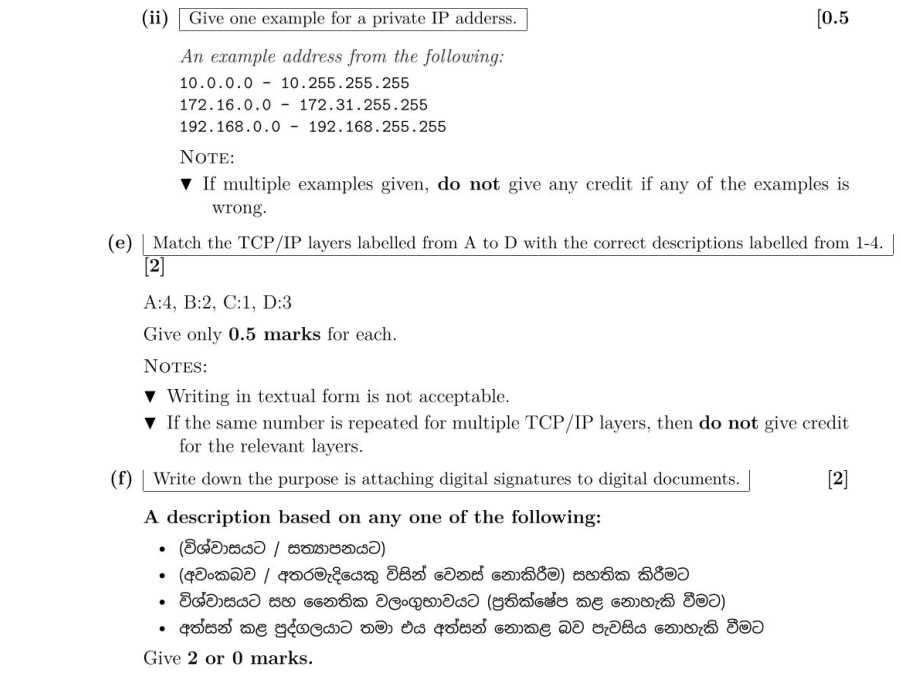 (ii) Give one example for a private IP adderss. [0.5
An example address from the following:
10.0.0.0 - 10.255.255.255
172.16.0.0 - 172.31.255.255
192.168.0.0 - 192.168.255.255
NOTE:
▼ If multiple examples given, do not give any credit if any of the examples is
wrong.
(e) Match the TCP/IP layers labelled from A to D with the correct descriptions labelled from 1-4.
[2]
A:4, B:2, C:1, D:3
Give only 0.5 marks for each.
NOTES:
▼ Writing in textual form is not acceptable.
▼ If the same number is repeated for multiple TCP/IP layers, then do not give credit
for the relevant layers.
(f) Write down the purpose is attaching digital signatures to digital documents. [2]
A description based on any one of the following:
• (විශ්වාසයට / සත්‍යාපනයට)
• (අවංකබව / අතරමැදියෙකු විසින් වෙනස් නොකිරීම) සහතික කිරීමට
• විශ්වාසයට සහ නෛතික වලංගුභාවයට (ප්‍රතික්ෂේප කළ නොහැකි වීමට)
• අත්සන් කළ පුද්ගලයාට තමා එය අත්සන් නොකළ බව පැවසිය නොහැකි වීමට
Give 2 or 0 marks.